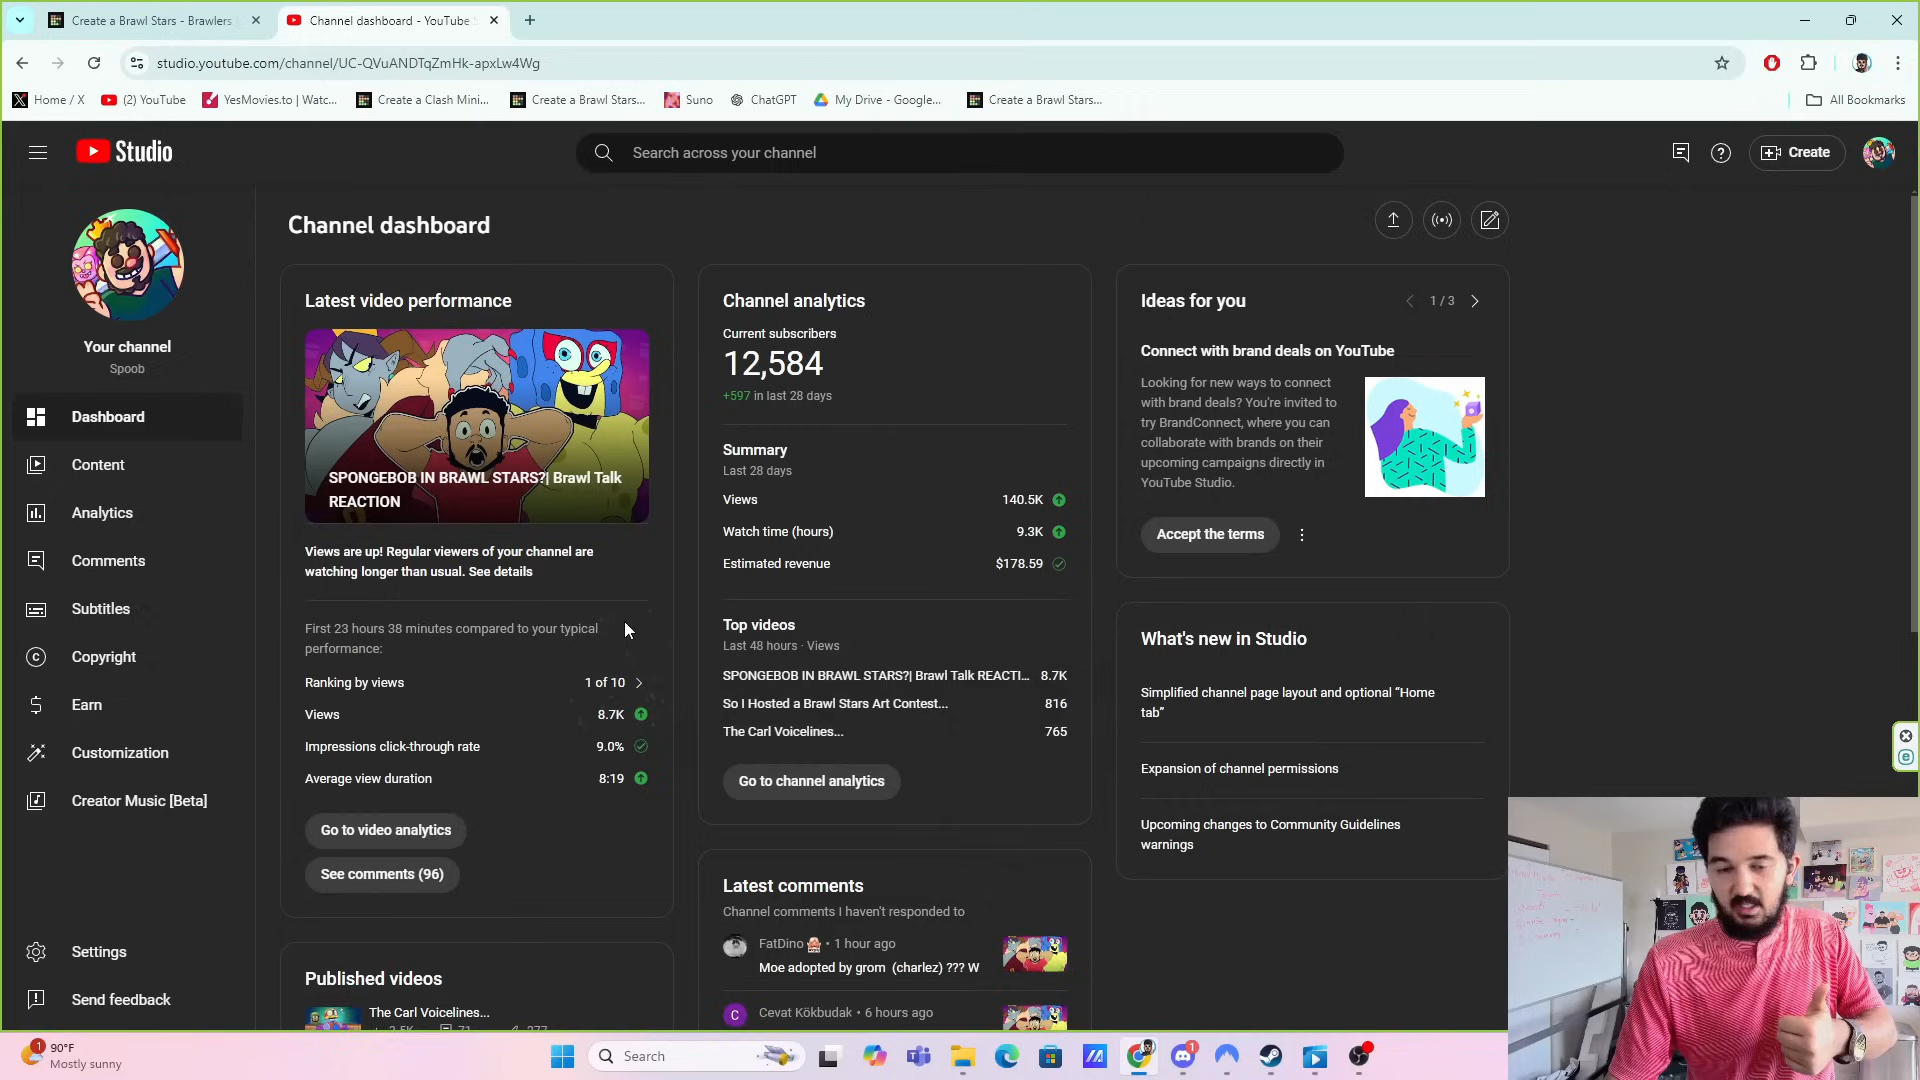 Create a Brawl Stars - Brawlers
Channel dashboard - YouTube
studio.youtube.com/channel/UC-QVuANDTqZmHk-apxLw4Wg
Home / X
(2) YouTube
YesMovies.to | Watc...
Create a Clash Mini...
Create a Brawl Stars...
Suno
ChatGPT
My Drive - Google...
Create a Brawl Stars...
All Bookmarks
Studio
Search across your channel
Create
Your channel
Spoob
Dashboard
Content
Analytics
Comments
Subtitles
Copyright
Earn
Customization
Creator Music [Beta]
Settings
Send feedback
Channel dashboard
Latest video performance
SPONGEBOB IN BRAWL STARS?| Brawl Talk
REACTION
Views are up! Regular viewers of your channel are
watching longer than usual. See details
First 23 hours 38 minutes compared to your typical
performance:
Ranking by views 1 of 10
Views 8.7K
Impressions click-through rate 9.0%
Average view duration 8:19
Go to video analytics
See comments (96)
Published videos
The Carl Voicelines...
Channel analytics
Current subscribers
12,584
+597 in last 28 days
Summary
Last 28 days
Views 140.5K
Watch time (hours) 9.3K
Estimated revenue $178.59
Top videos
Last 48 hours · Views
SPONGEBOB IN BRAWL STARS?| Brawl Talk REACTI... 8.7K
So I Hosted a Brawl Stars Art Contest... 816
The Carl Voicelines... 765
Go to channel analytics
Latest comments
Channel comments I haven't responded to
FatDino • 1 hour ago
Moe adopted by grom (charlez) ??? W
C
Cevat Kökbudak • 6 hours ago
Ideas for you
1 / 3
Connect with brand deals on YouTube
Looking for new ways to connect
with brand deals? You're invited to
try BrandConnect, where you can
collaborate with brands on their
upcoming campaigns directly in
YouTube Studio.
Accept the terms
What's new in Studio
Simplified channel page layout and optional “Home
tab”
Expansion of channel permissions
Upcoming changes to Community Guidelines
warnings
1
90°F
Mostly sunny
Search
1